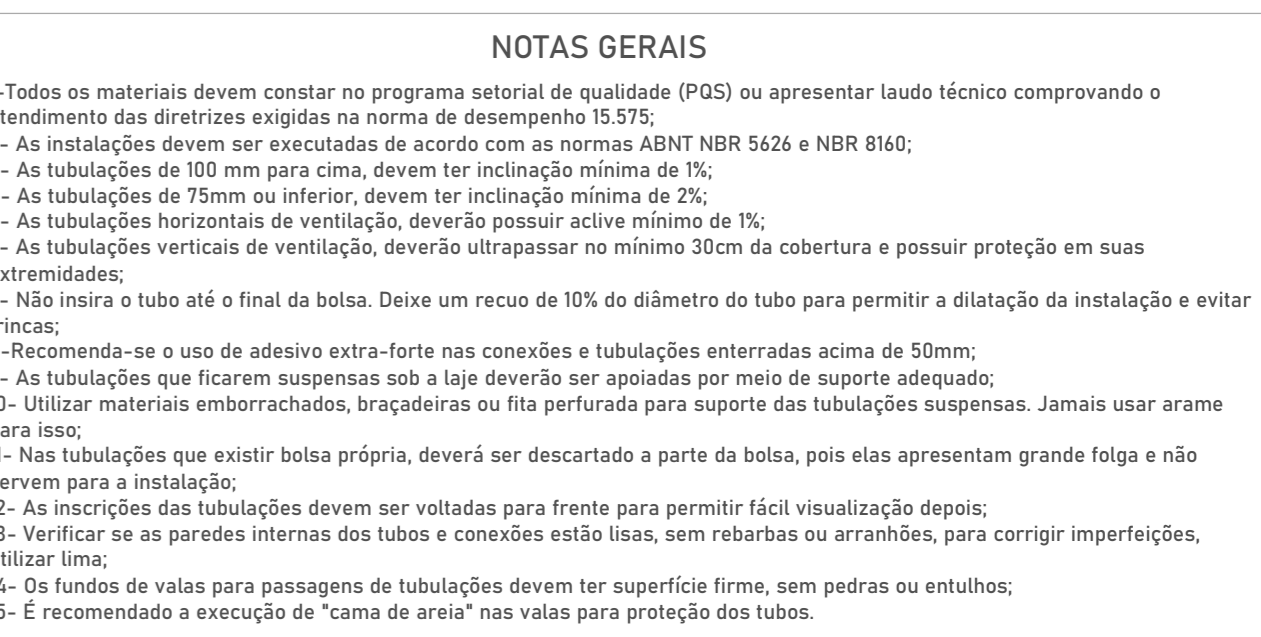 NOTAS GERAIS
-Todos os materiais devem constar no programa setorial de qualidade (PQS) ou apresentar laudo técnico comprovando o
tendimento das diretrizes exigidas na norma de desempenho 15.575;
- As instalações devem ser executadas de acordo com as normas ABNT NBR 5626 e NBR 8160;
- As tubulações de 100 mm para cima, devem ter inclinação mínima de 1%;
- As tubulações de 75mm ou inferior, devem ter inclinação mínima de 2%;
- As tubulações horizontais de ventilação, deverão possuir aclive mínimo de 1%;
- As tubulações verticais de ventilação, deverão ultrapassar no mínimo 30cm da cobertura e possuir proteção em suas
xtremidades;
- Não insira o tubo até o final da bolsa. Deixe um recuo de 10% do diâmetro do tubo para permitir a dilatação da instalação e evitar
rincas;
-Recomenda-se o uso de adesivo extra-forte nas conexões e tubulações enterradas acima de 50mm;
- As tubulações que ficarem suspensas sob a laje deverão ser apoiadas por meio de suporte adequado;
0- Utilizar materiais emborrachados, braçadeiras ou fita perfurada para suporte das tubulações suspensas. Jamais usar arame
ara isso;
1- Nas tubulações que existir bolsa própria, deverá ser descartado a parte da bolsa, pois elas apresentam grande folga e não
ervem para a instalação;
2- As inscrições das tubulações devem ser voltadas para frente para permitir fácil visualização depois;
3- Verificar se as paredes internas dos tubos e conexões estão lisas, sem rebarbas ou arranhões, para corrigir imperfeições,
tilizar lima;
4- Os fundos de valas para passagens de tubulações devem ter superfície firme, sem pedras ou entulhos;
5- É recomendado a execução de "cama de areia" nas valas para proteção dos tubos.